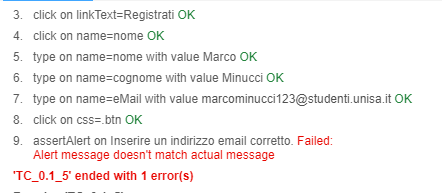 3. click on linkText=Registrati OK
4. click on name=nome OK
5. type on name=nome with value Marco OK
6. type on name=cognome with value Minucci OK
7. type on name=eMail with value marcominucci123@studenti.unisa.it OK
8. click on css=.btn OK
9. assertAlert on Inserire un indirizzo email corretto. Failed:
Alert message doesn't match actual message
'TC_0.1_5' ended with 1 error(s)